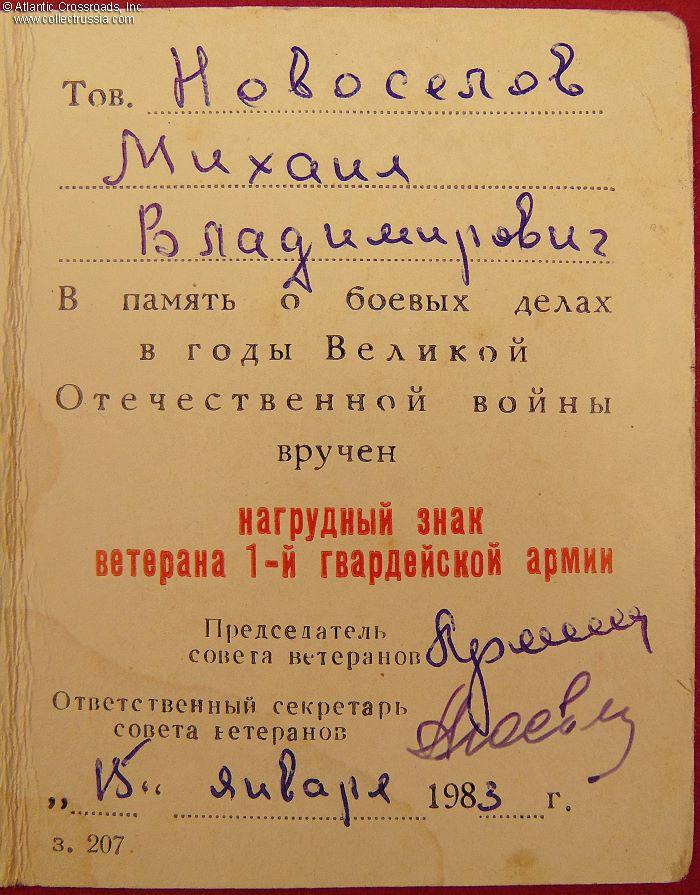 © Atlantic Crossroads, Inc.
www.collectrussia.com
Тов. Новоселов
Михаил
Владимирович
В память о боевых делах
в годы Великой
Отечественной войны
вручен
нагрудный знак
ветерана 1-й гвардейской армии
Председатель
совета ветеранов
Ответственный секретарь
совета ветеранов
„15“ января 1983 г.
з. 207